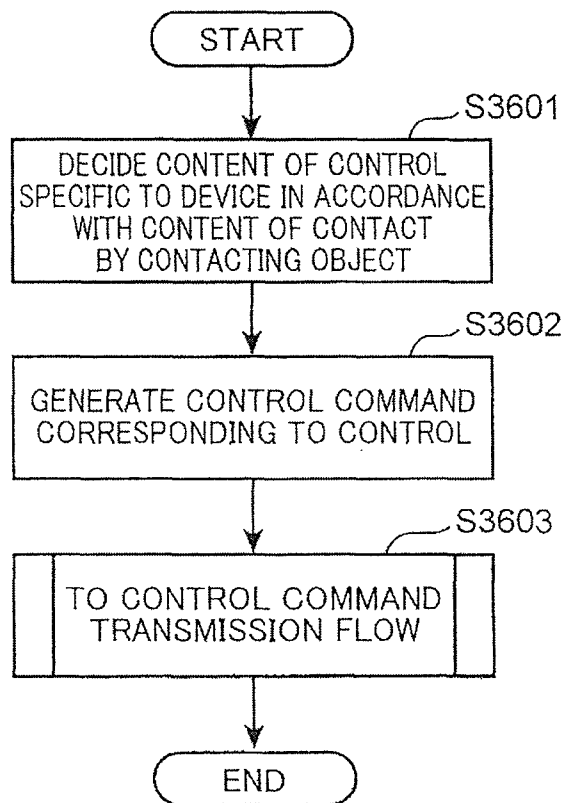 START
S3601
DECIDE CONTENT OF CONTROL
SPECIFIC TO DEVICE IN ACCORDANCE
WITH CONTENT OF CONTACT
BY CONTACTING OBJECT
S3602
GENERATE CONTROL COMMAND
CORRESPONDING TO CONTROL
S3603
TO CONTROL COMMAND
TRANSMISSION FLOW
END